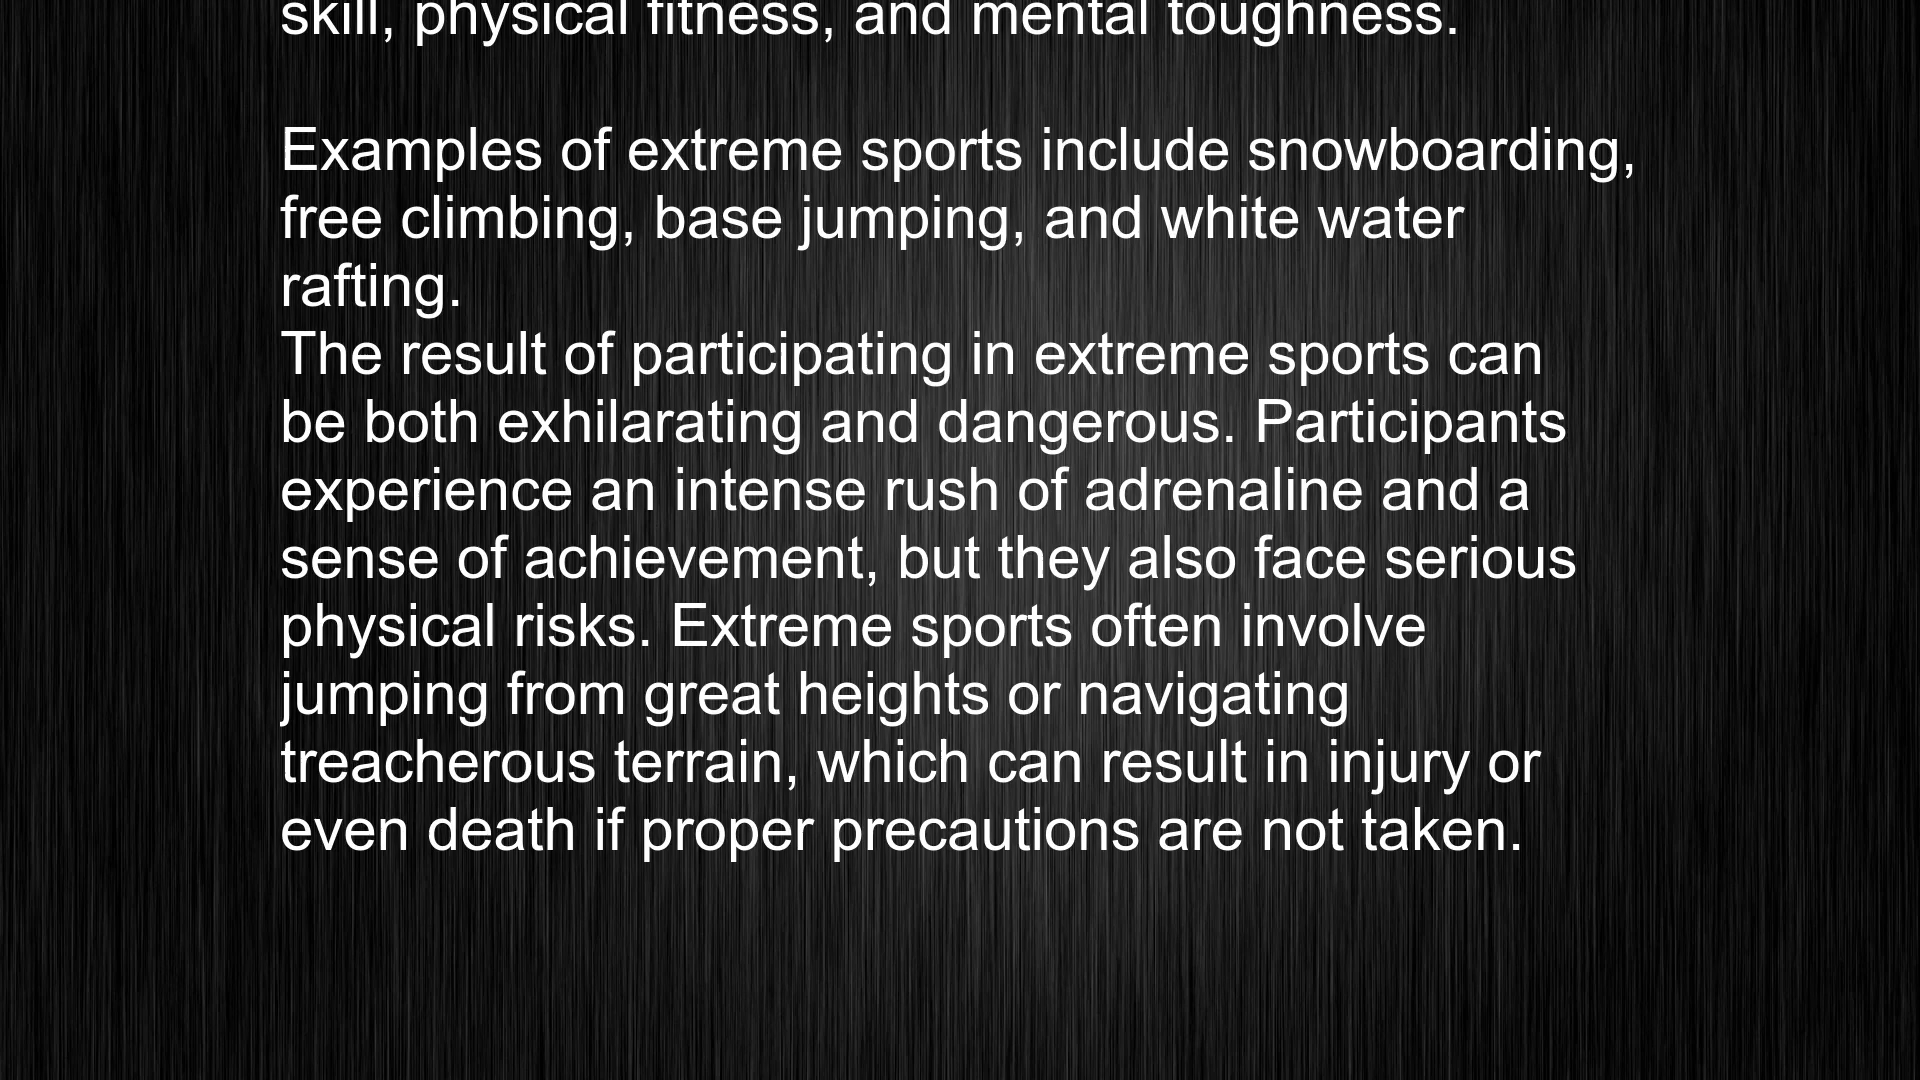 skill, physical fitness, and mental toughness.
Examples of extreme sports include snowboarding,
free climbing, base jumping, and white water
rafting.
The result of participating in extreme sports can
be both exhilarating and dangerous. Participants
experience an intense rush of adrenaline and a
sense of achievement, but they also face serious
physical risks. Extreme sports often involve
jumping from great heights or navigating
treacherous terrain, which can result in injury or
even death if proper precautions are not taken.